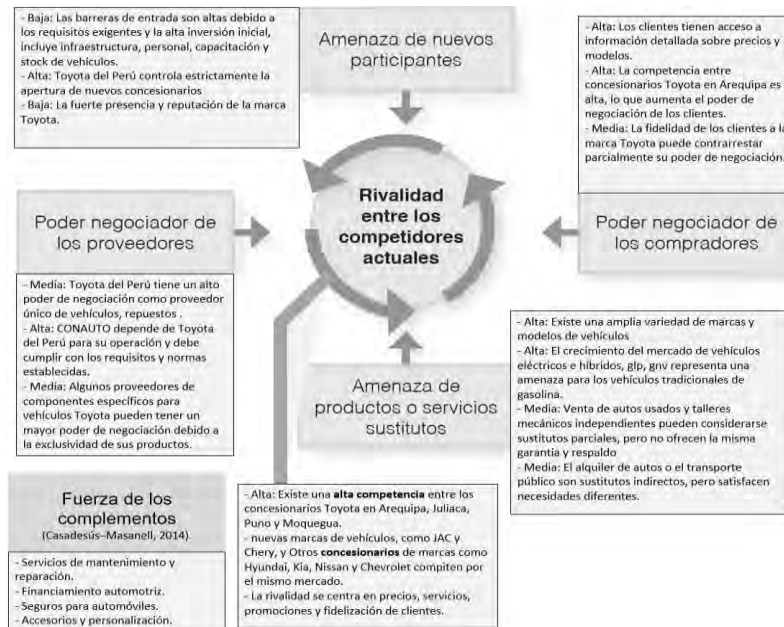 - Baja: Las barreras de entrada son altas debido a
los requisitos exigentes y la alta inversión inicial,
incluye infraestructura, personal, capacitación y
stock de vehículos.
- Alta: Toyota del Perú controla estrictamente la
apertura de nuevos concesionarios
- Baja: La fuerte presencia y reputación de la marca
Toyota.
Amenaza de nuevos
participantes
- Alta: Los clientes tienen acceso a
información detallada sobre precios y
modelos.
- Alta: La competencia entre
concesionarios Toyota en Arequipa es
alta, lo que aumenta el poder de
negociación de los clientes.
- Media: La fidelidad de los clientes a la
marca Toyota puede contrarrestar
parcialmente su poder de negociación.
Poder negociador de
los proveedores
Rivalidad
entre los
competidores
actuales
Poder negociador de
los compradores
- Media: Toyota del Perú tiene un alto
poder de negociación como proveedor
único de vehículos, repuestos .
- Alta: CONAUTO depende de Toyota
del Perú para su operación y debe
cumplir con los requisitos y normas
establecidas.
- Media: Algunos proveedores de
componentes específicos para
vehículos Toyota pueden tener un
mayor poder de negociación debido a
la exclusividad de sus productos.
Amenaza de
productos o servicios
sustitutos
- Alta: Existe una amplia variedad de marcas y
modelos de vehículos
- Alta: El crecimiento del mercado de vehículos
eléctricos e híbridos, glp, gnv representa una
amenaza para los vehículos tradicionales de
gasolina.
- Media: Venta de autos usados y talleres
mecánicos independientes pueden considerarse
sustitutos parciales, pero no ofrecen la misma
garantía y respaldo
- Media: El alquiler de autos o el transporte
público son sustitutos indirectos, pero satisfacen
necesidades diferentes.
Fuerza de los
complementos
(Casadesús–Masanell, 2014).
- Servicios de mantenimiento y
reparación.
- Financiamiento automotriz.
- Seguros para automóviles.
- Accesorios y personalización.
- Alta: Existe una alta competencia entre los
concesionarios Toyota en Arequipa, Juliaca,
Puno y Moquegua.
- nuevas marcas de vehículos, como JAC y
Chery, y Otros concesionarios de marcas como
Hyundai, Kia, Nissan y Chevrolet compiten por
el mismo mercado.
- La rivalidad se centra en precios, servicios,
promociones y fidelización de clientes.